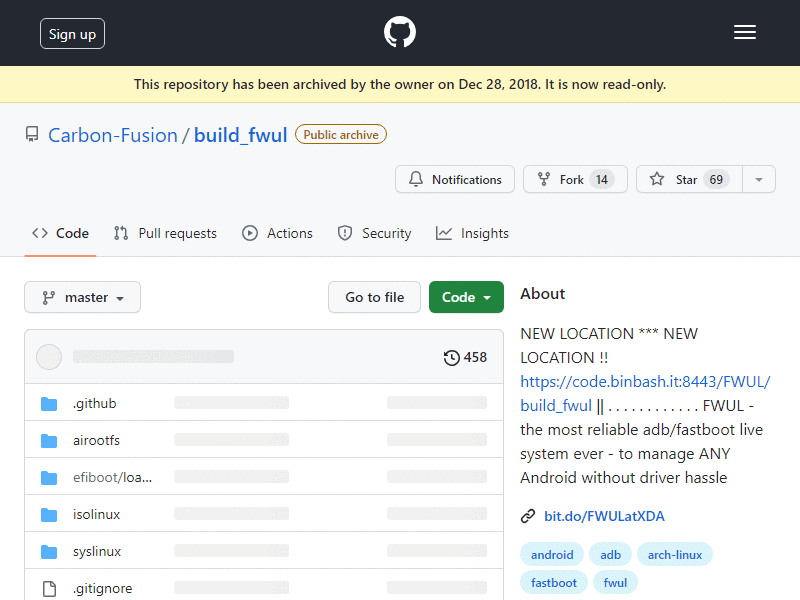 Sign up
This repository has been archived by the owner on Dec 28, 2018. It is now read-only.
Carbon-Fusion / build_fwul Public archive
Notifications Fork 14 Star 69
Code Pull requests Actions Security Insights
master Go to file Code
458
.github
airootfs
efiboot/loa...
isolinux
syslinux
.gitignore
About
NEW LOCATION *** NEW
LOCATION !!
https://code.binbash.it:8443/FWUL/
build_fwul || . . . . . . . . . . . . FWUL -
the most reliable adb/fastboot live
system ever - to manage ANY
Android without driver hassle
bit.do/FWULatXDA
android adb arch-linux
fastboot fwul